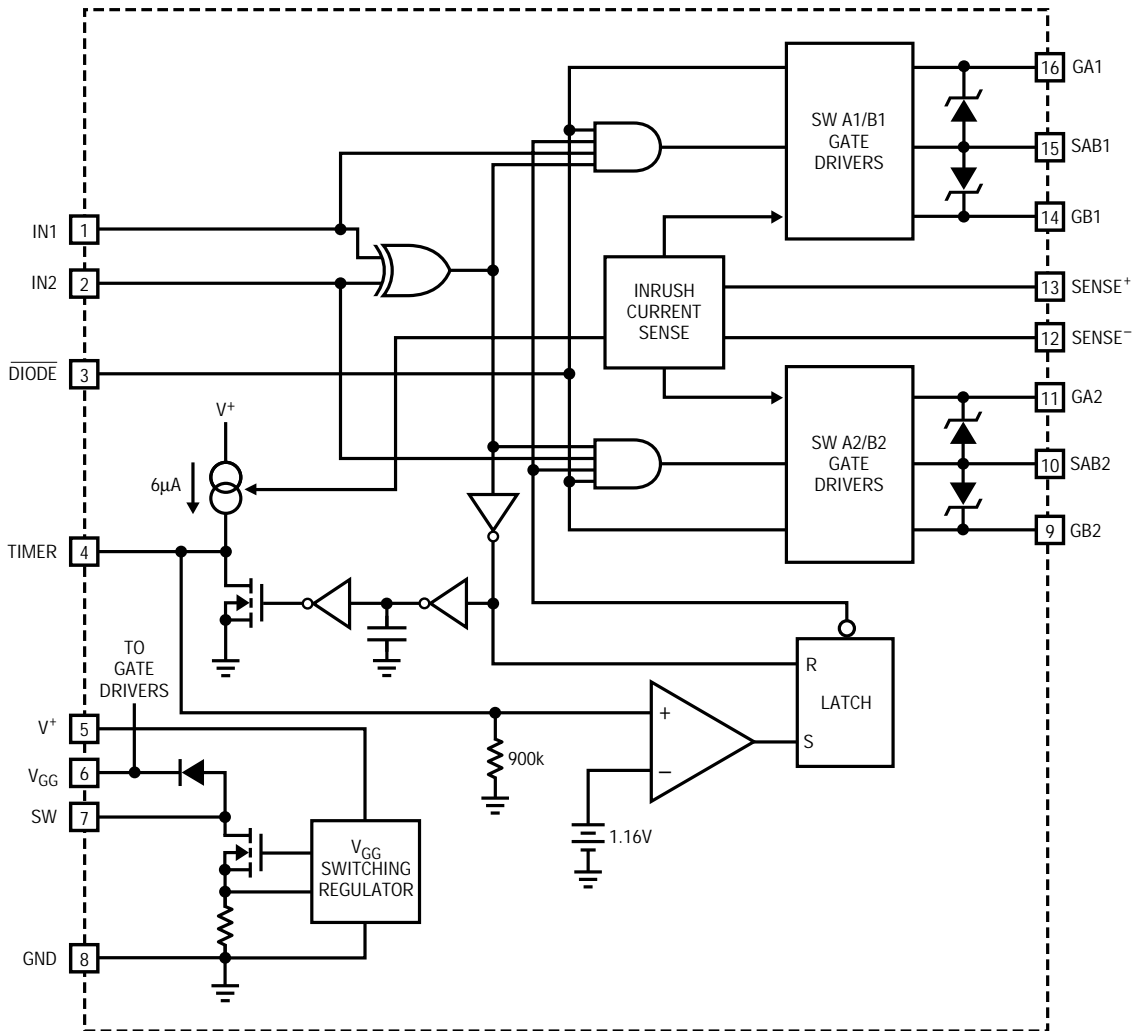 IN1
1
IN2
2
DIODE
3
V+
6µA
TIMER
4
TO
GATE
DRIVERS
V+
5
VGG
6
SW
7
GND
8
VGG
SWITCHING
REGULATOR
900k
1.16V
+
−
R
LATCH
S
INRUSH
CURRENT
SENSE
SW A1/B1
GATE
DRIVERS
SW A2/B2
GATE
DRIVERS
16 GA1
15 SAB1
14 GB1
13 SENSE+
12 SENSE−
11 GA2
10 SAB2
9 GB2